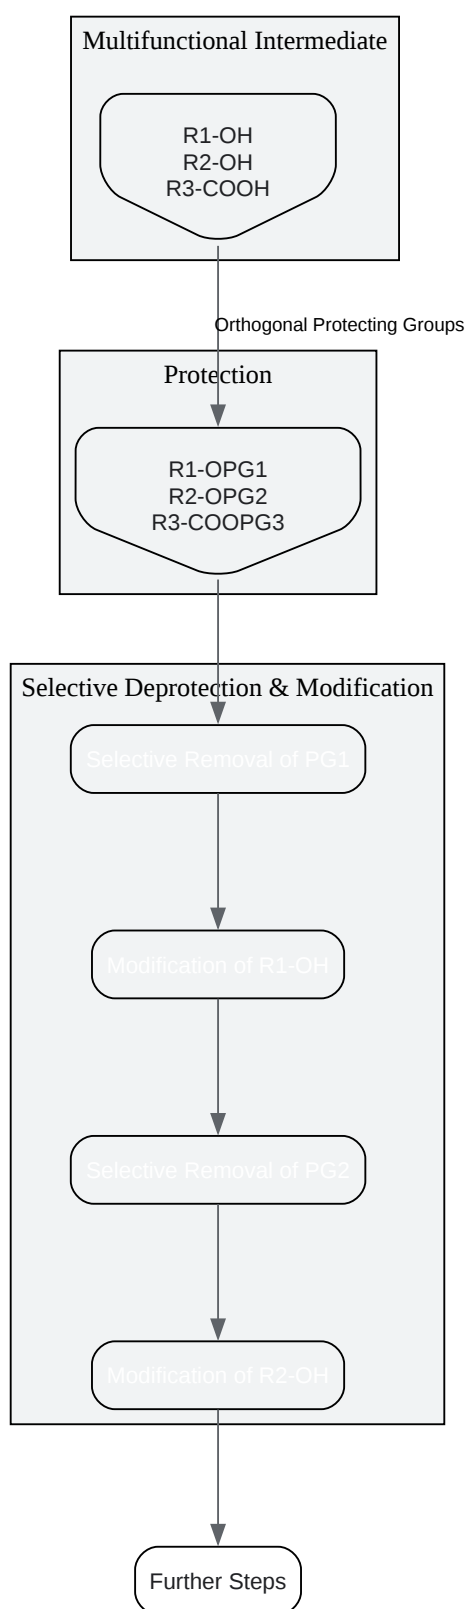 Multifunctional Intermediate
R1-OH
R2-OH
R3-COOH
Orthogonal Protecting Groups
Protection
R1-OPG1
R2-OPG2
R3-COOPG3
Selective Deprotection & Modification
Selective Removal of PG1
Modification of R1-OH
Selective Removal of PG2
Modification of R2-OH
Further Steps